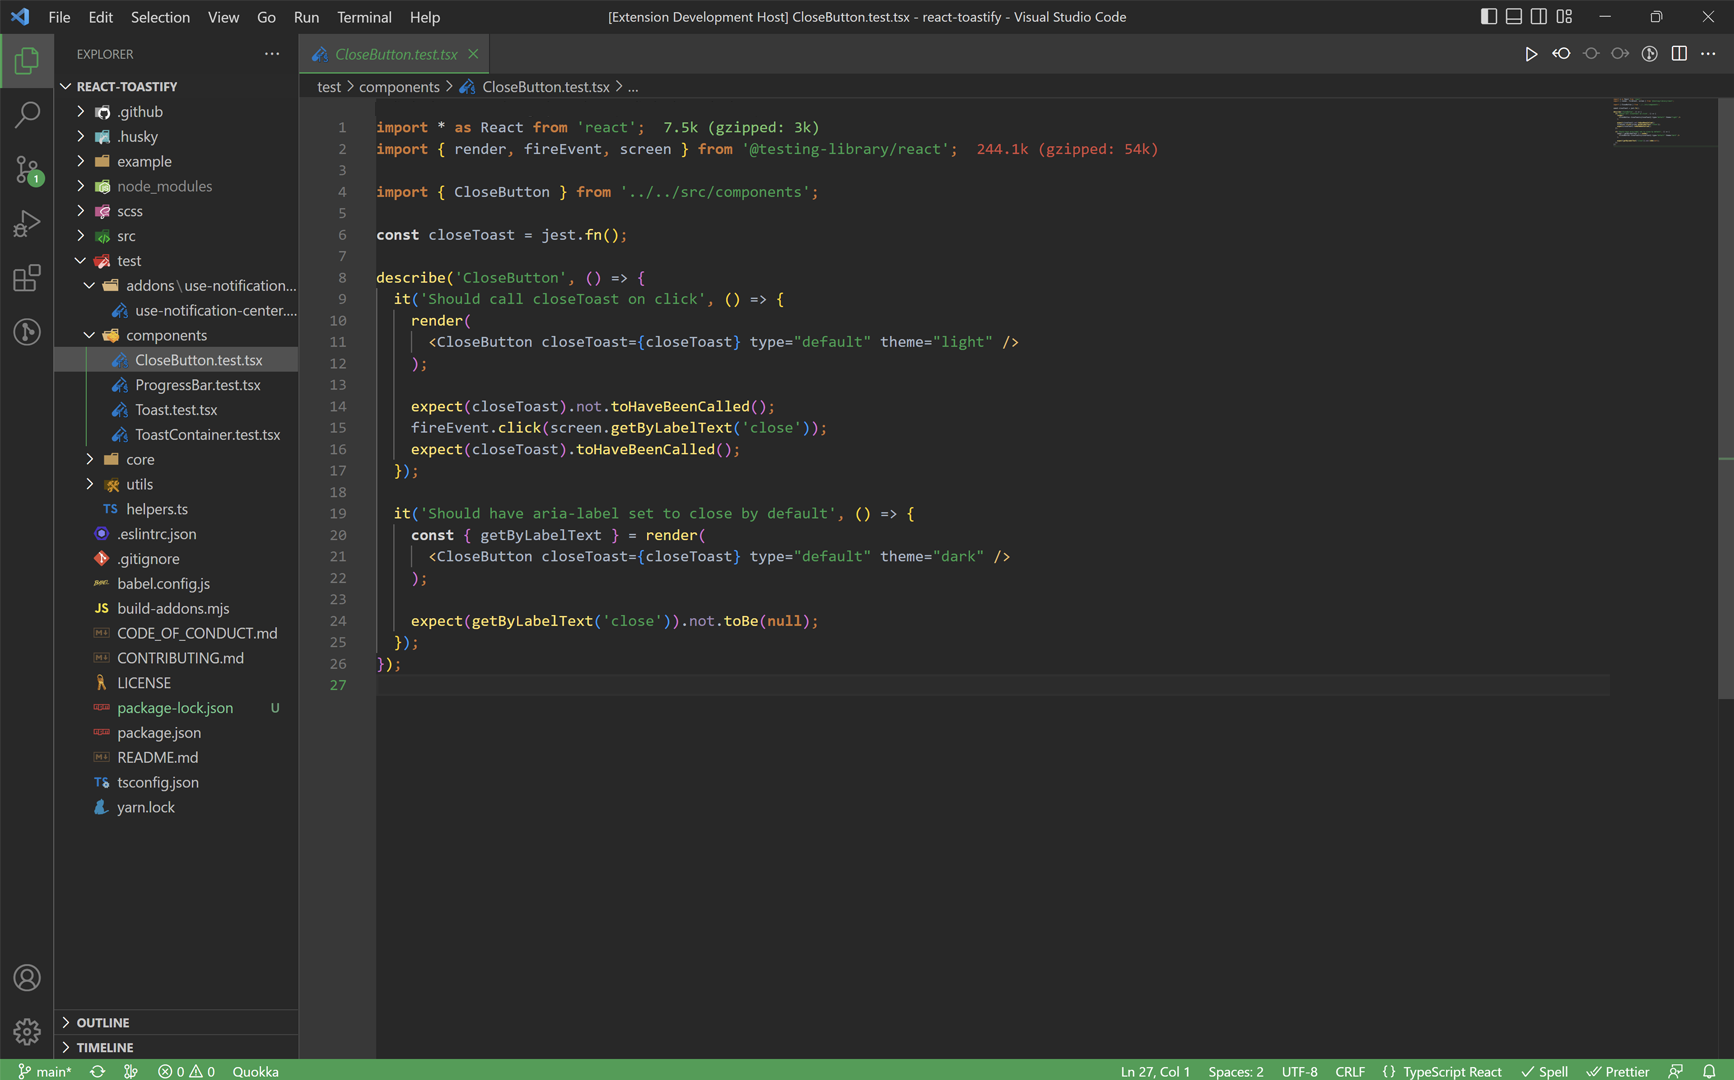 File Edit Selection View Go Run Terminal Help
[Extension Development Host] CloseButton.test.tsx - react-toastify - Visual Studio Code
EXPLORER
CloseButton.test.tsx
test > components > CloseButton.test.tsx > ...
REACT-TOASTIFY
.github
.husky
example
node_modules
scss
src
test
addons\use-notification...
use-notification-center....
components
CloseButton.test.tsx
ProgressBar.test.tsx
Toast.test.tsx
ToastContainer.test.tsx
core
utils
TS helpers.ts
.eslintrc.json
.gitignore
babel.config.js
JS build-addons.mjs
CODE_OF_CONDUCT.md
CONTRIBUTING.md
LICENSE
package-lock.json U
package.json
README.md
TS tsconfig.json
yarn.lock
OUTLINE
TIMELINE
1
1 import * as React from 'react'; 7.5k (gzipped: 3k)
2 import { render, fireEvent, screen } from '@testing-library/react'; 244.1k (gzipped: 54k)
3
4 import { CloseButton } from '../../src/components';
5
6 const closeToast = jest.fn();
7
8 describe('CloseButton', () => {
9 it('Should call closeToast on click', () => {
10 render(
11 <CloseButton closeToast={closeToast} type="default" theme="light" />
12 );
13
14 expect(closeToast).not.toHaveBeenCalled();
15 fireEvent.click(screen.getByLabelText('close'));
16 expect(closeToast).toHaveBeenCalled();
17 });
18
19 it('Should have aria-label set to close by default', () => {
20 const { getByLabelText } = render(
21 <CloseButton closeToast={closeToast} type="default" theme="dark" />
22 );
23
24 expect(getByLabelText('close')).not.toBe(null);
25 });
26 });
27
main* 0 0 Quokka
Ln 27, Col 1 Spaces: 2 UTF-8 CRLF {} TypeScript React Spell Prettier